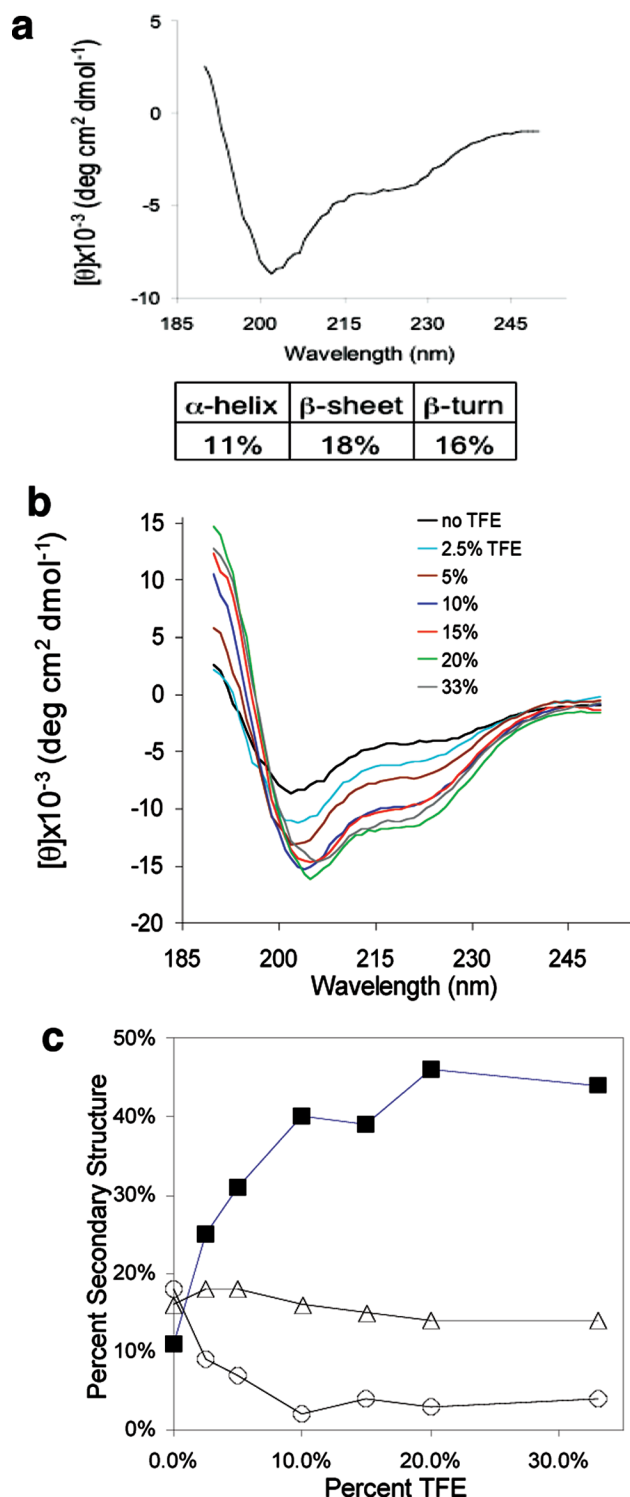 a
[θ]x10⁻³ (deg cm² dmol⁻¹)
5
0
-5
-10
185 200 215 230 245
Wavelength (nm)
α-helix β-sheet β-turn
11% 18% 16%
b
[θ]x10⁻³ (deg cm² dmol⁻¹)
15
10
5
0
-5
-10
-15
-20
no TFE
2.5% TFE
5%
10%
15%
20%
33%
185 200 215 230 245
Wavelength (nm)
c
Percent Secondary Structure
50%
40%
30%
20%
10%
0%
0.0% 10.0% 20.0% 30.0%
Percent TFE